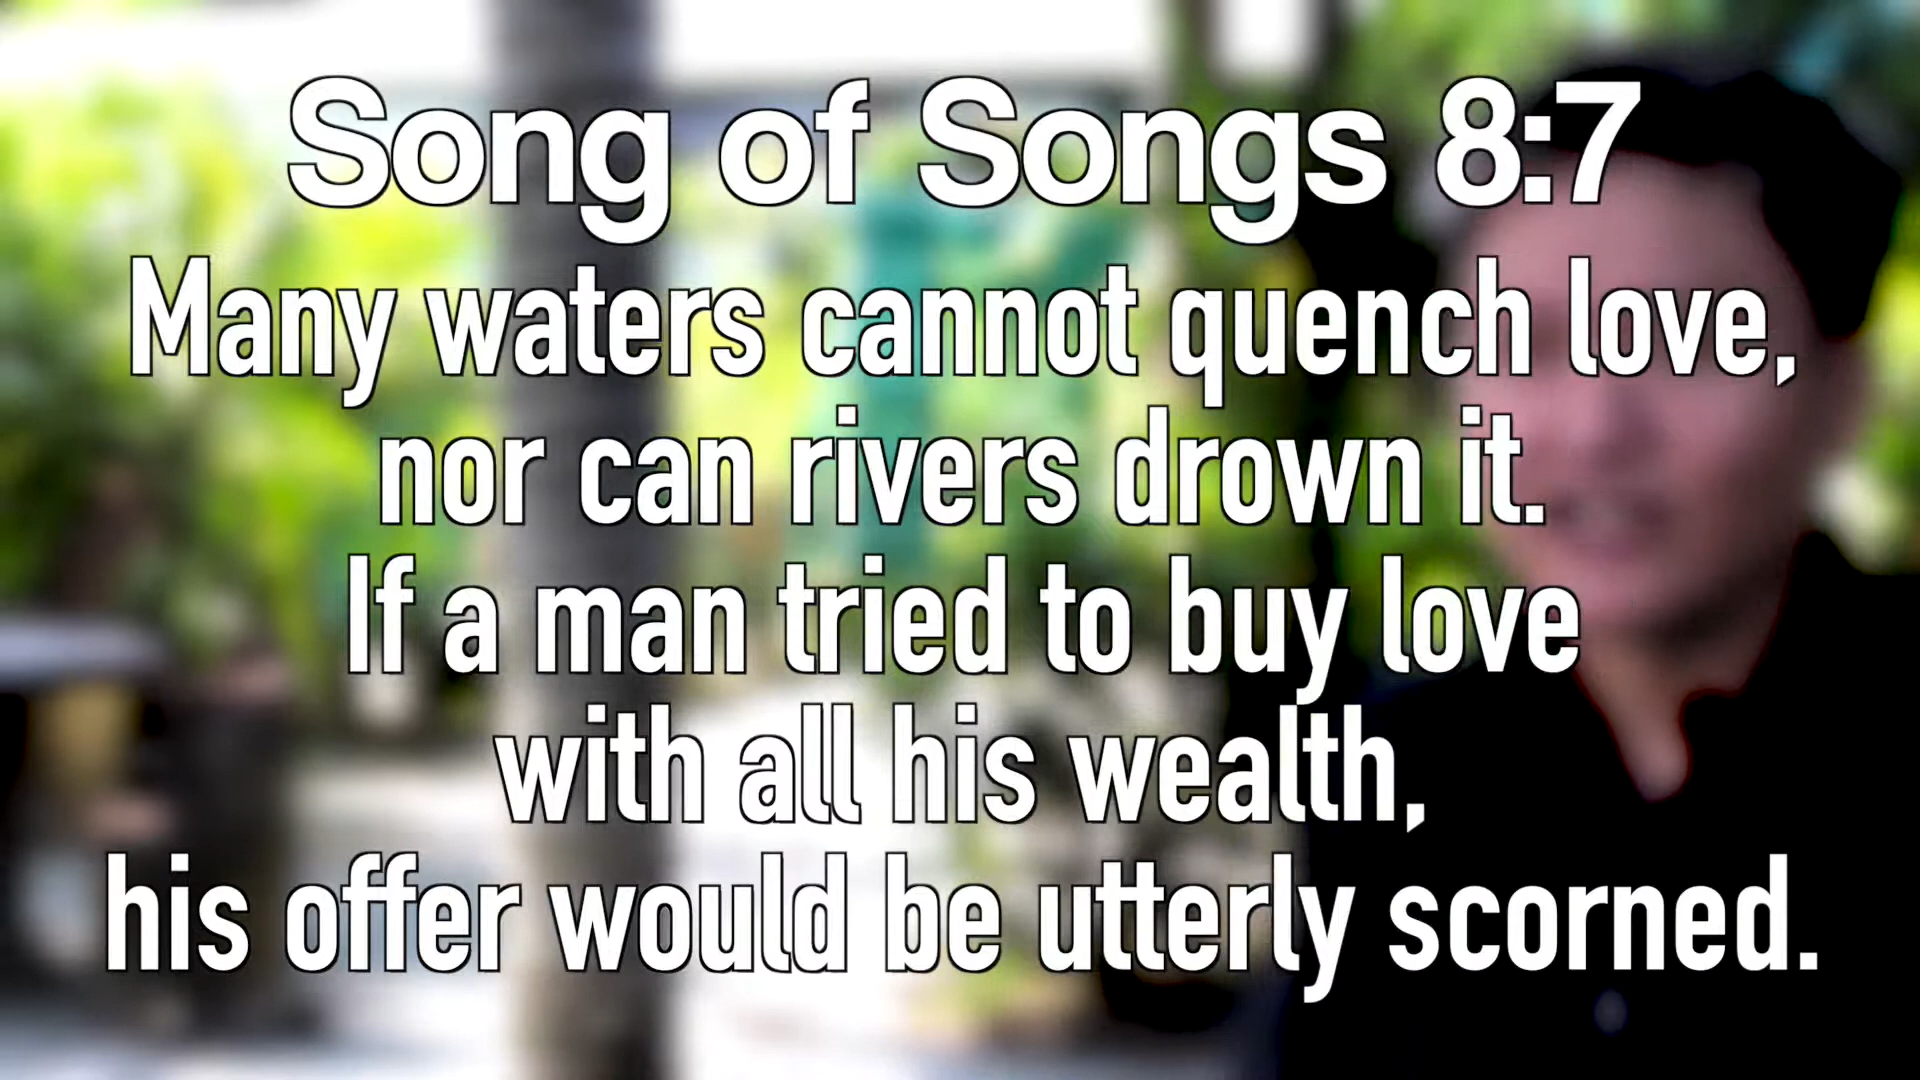 Song of Songs 8:7
Many waters cannot quench love,
nor can rivers drown it.
If a man tried to buy love
with all his wealth,
his offer would be utterly scorned.